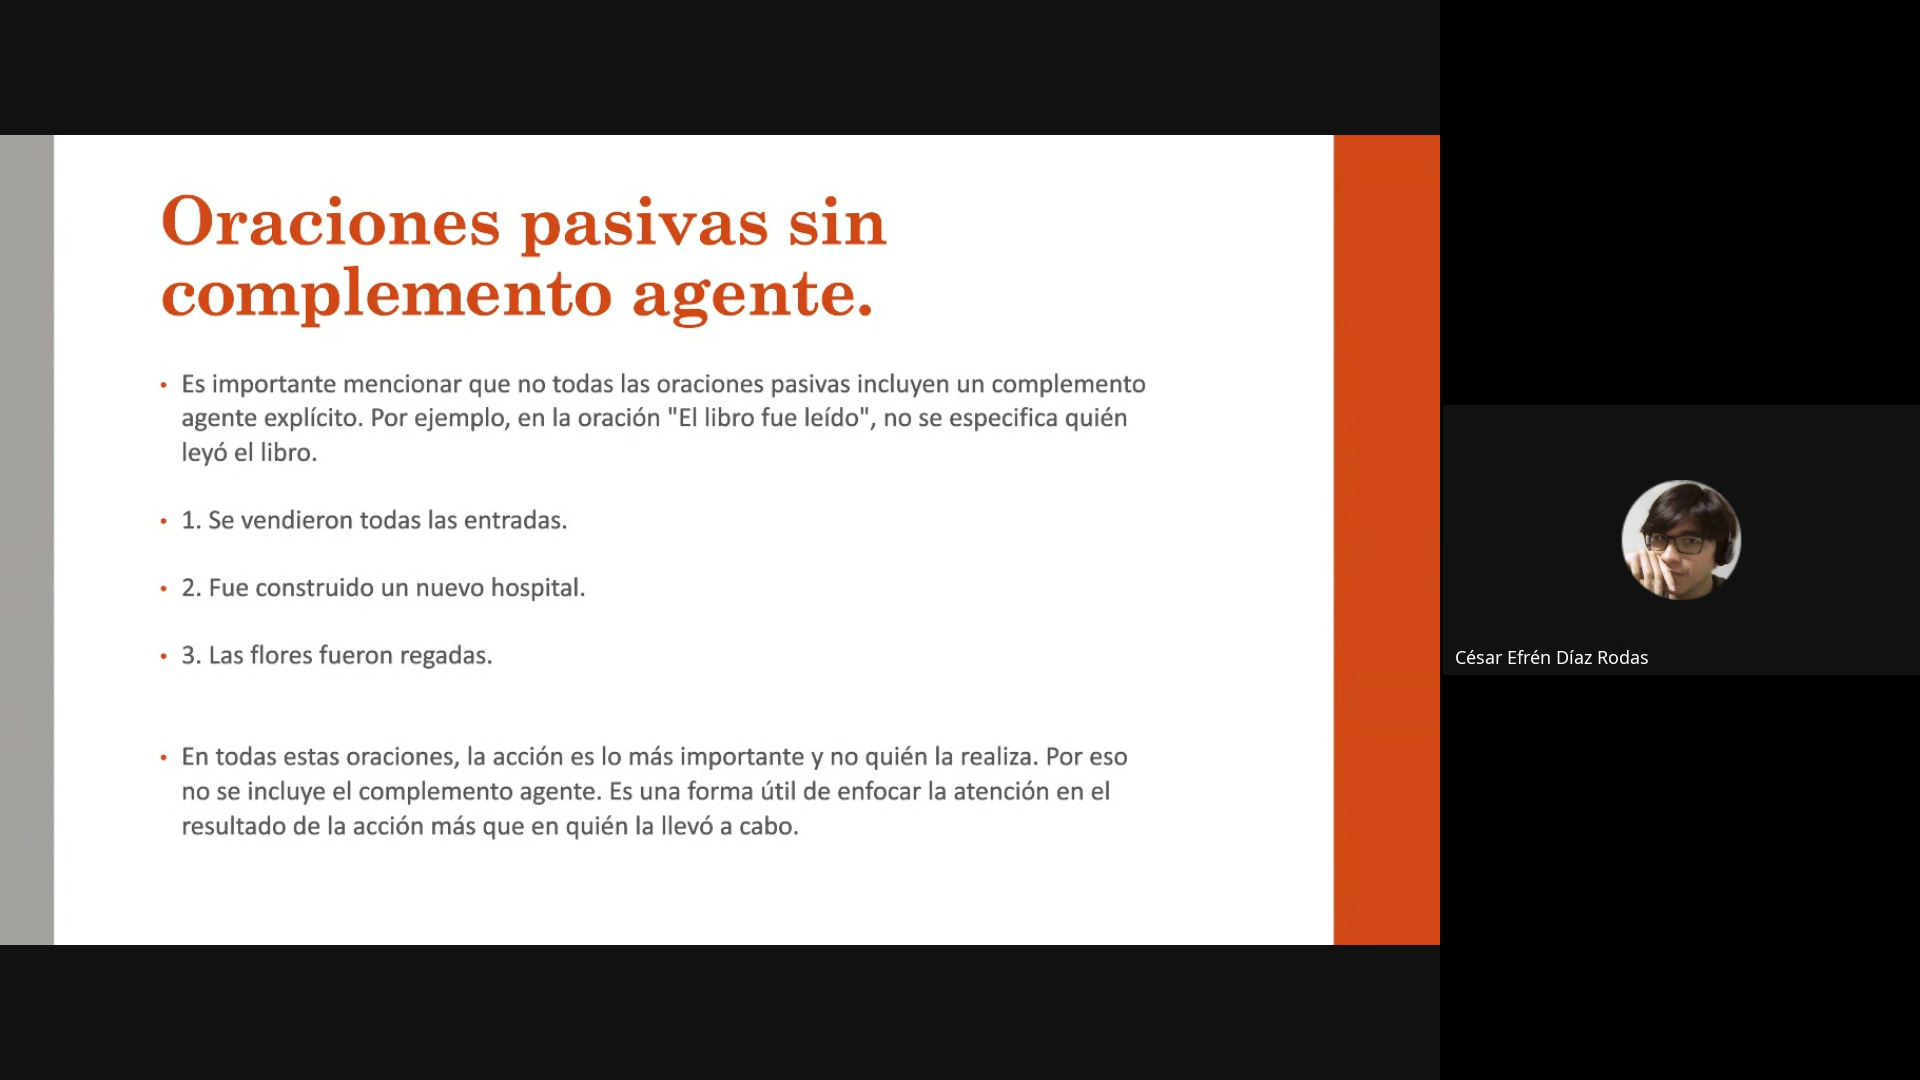 Oraciones pasivas sin
complemento agente.
• Es importante mencionar que no todas las oraciones pasivas incluyen un complemento
agente explícito. Por ejemplo, en la oración "El libro fue leído", no se especifica quién
leyó el libro.
• 1. Se vendieron todas las entradas.
• 2. Fue construido un nuevo hospital.
• 3. Las flores fueron regadas.
• En todas estas oraciones, la acción es lo más importante y no quién la realiza. Por eso
no se incluye el complemento agente. Es una forma útil de enfocar la atención en el
resultado de la acción más que en quién la llevó a cabo.
César Efrén Díaz Rodas